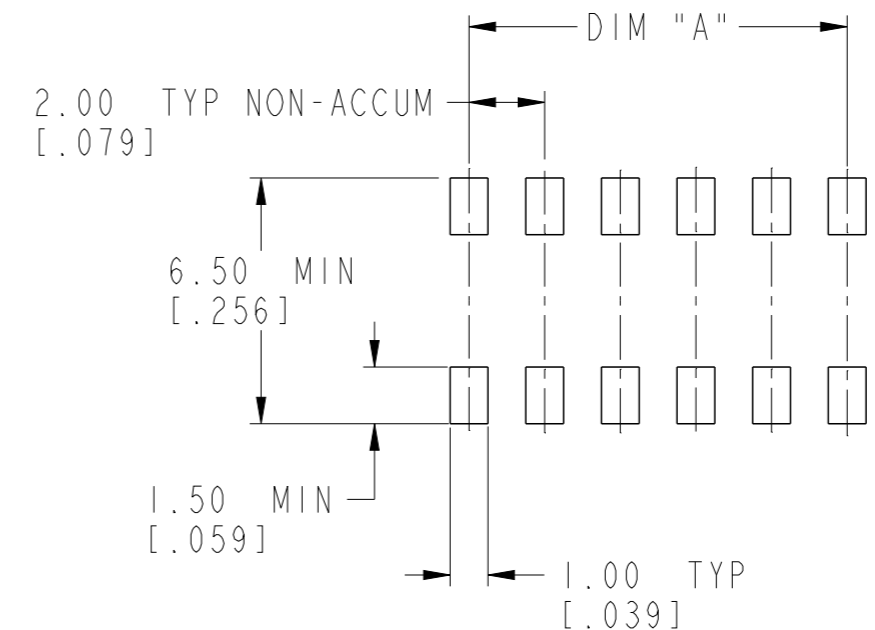 DIM "A"
2.00 TYP NON-ACCUM
[.079]
6.50 MIN
[.256]
1.50 MIN
[.059]
1.00 TYP
[.039]